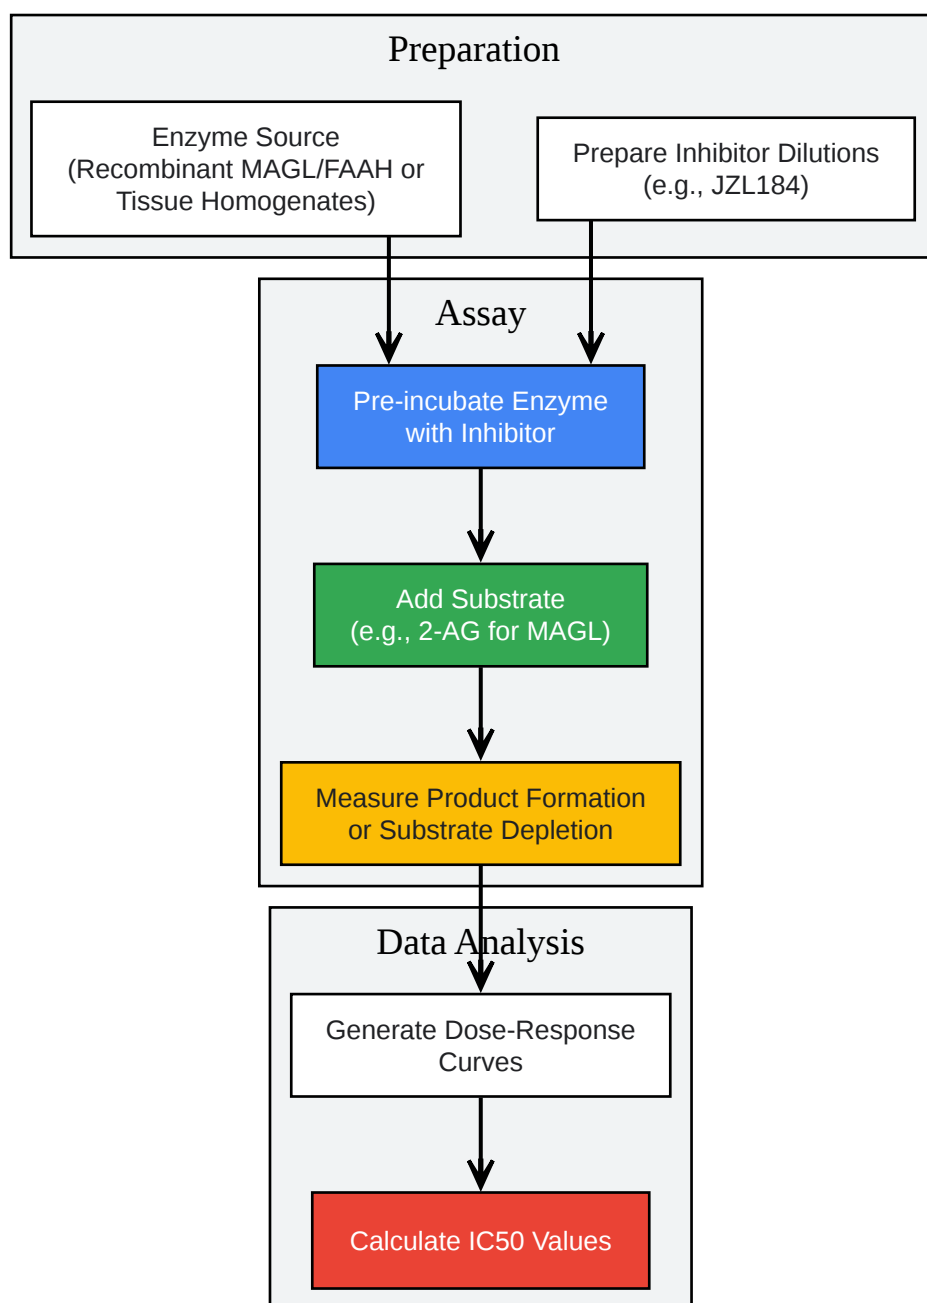 Preparation
Enzyme Source
(Recombinant MAGL/FAAH or
Tissue Homogenates)
Prepare Inhibitor Dilutions
(e.g., JZL184)
Assay
Pre-incubate Enzyme
with Inhibitor
Add Substrate
(e.g., 2-AG for MAGL)
Measure Product Formation
or Substrate Depletion
Data Analysis
Generate Dose-Response
Curves
Calculate IC50 Values